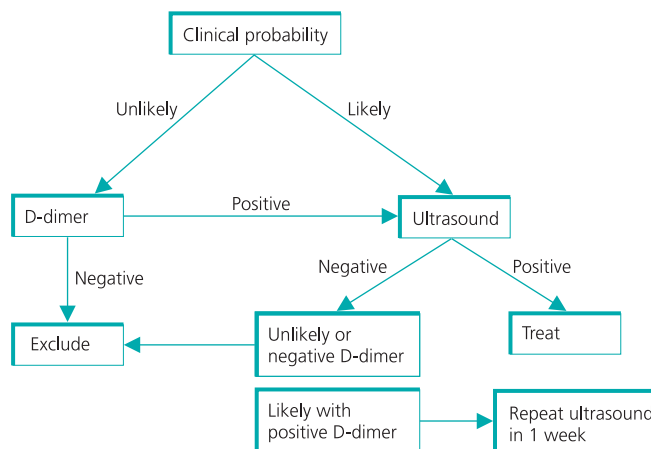 Clinical probability
Unlikely
Likely
D-dimer
Positive
Ultrasound
Negative
Negative
Positive
Exclude
Unlikely or
negative D-dimer
Treat
Likely with
positive D-dimer
Repeat ultrasound
in 1 week